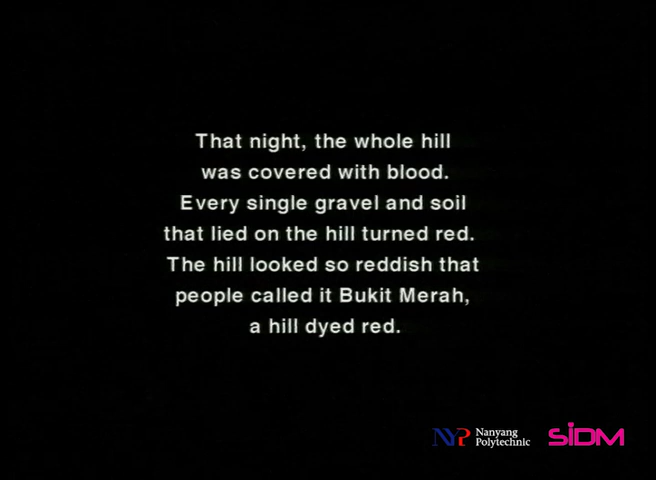 That night, the whole hill
was covered with blood.
Every single gravel and soil
that lied on the hill turned red.
The hill looked so reddish that
people called it Bukit Merah,
a hill dyed red.
NYP Nanyang
Polytechnic
SiDM